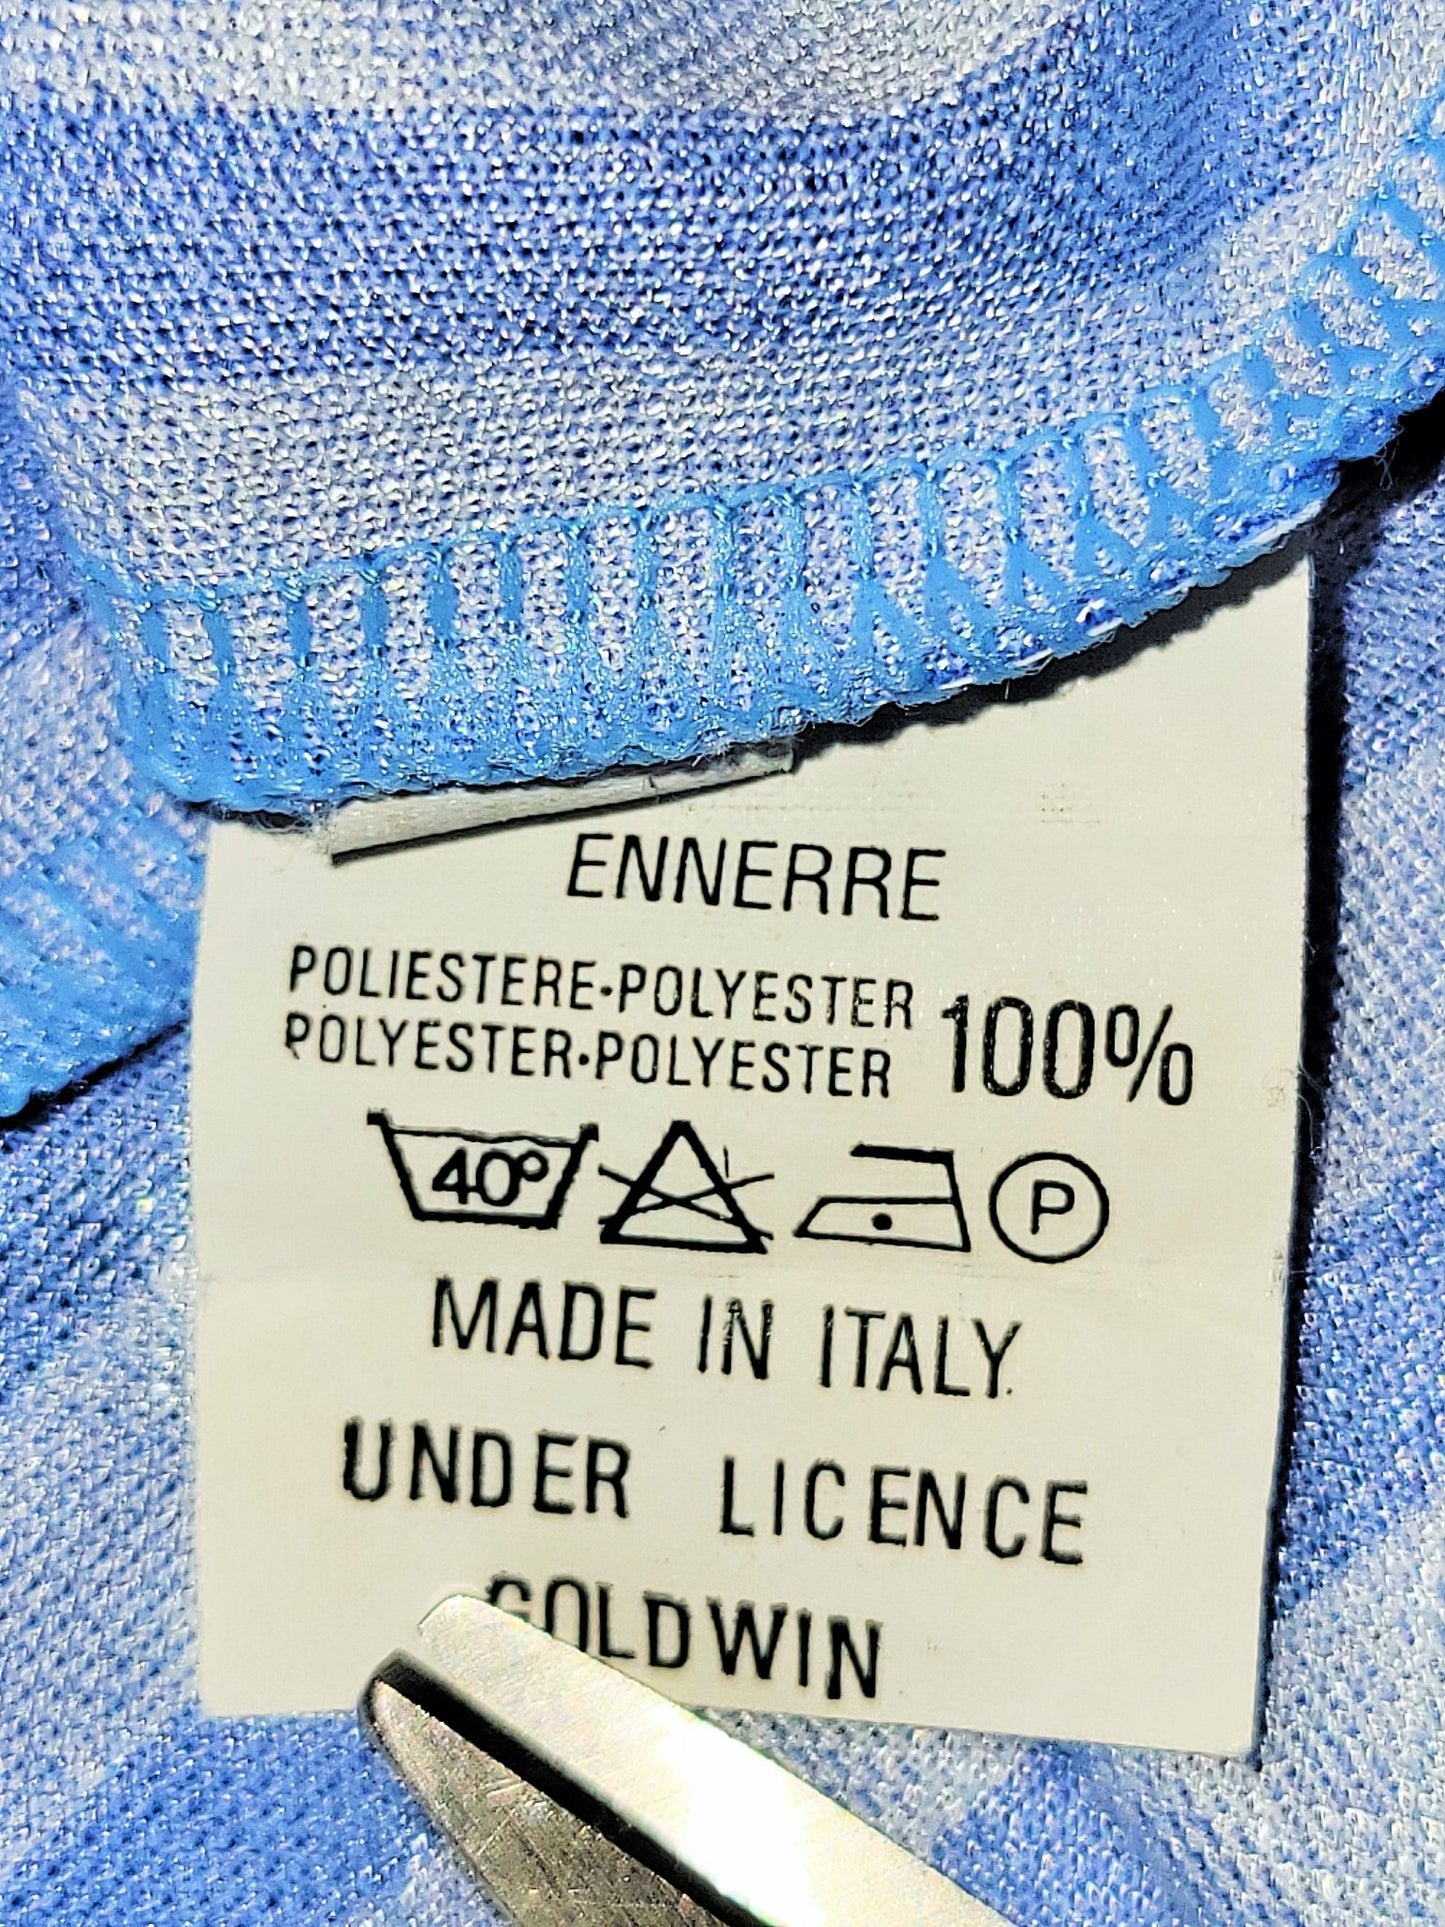 ENNERRE
POLIESTERE·POLYESTER 100%
POLYESTER·POLYESTER
40°
P
MADE IN ITALY
UNDER LICENCE
GOLDWIN